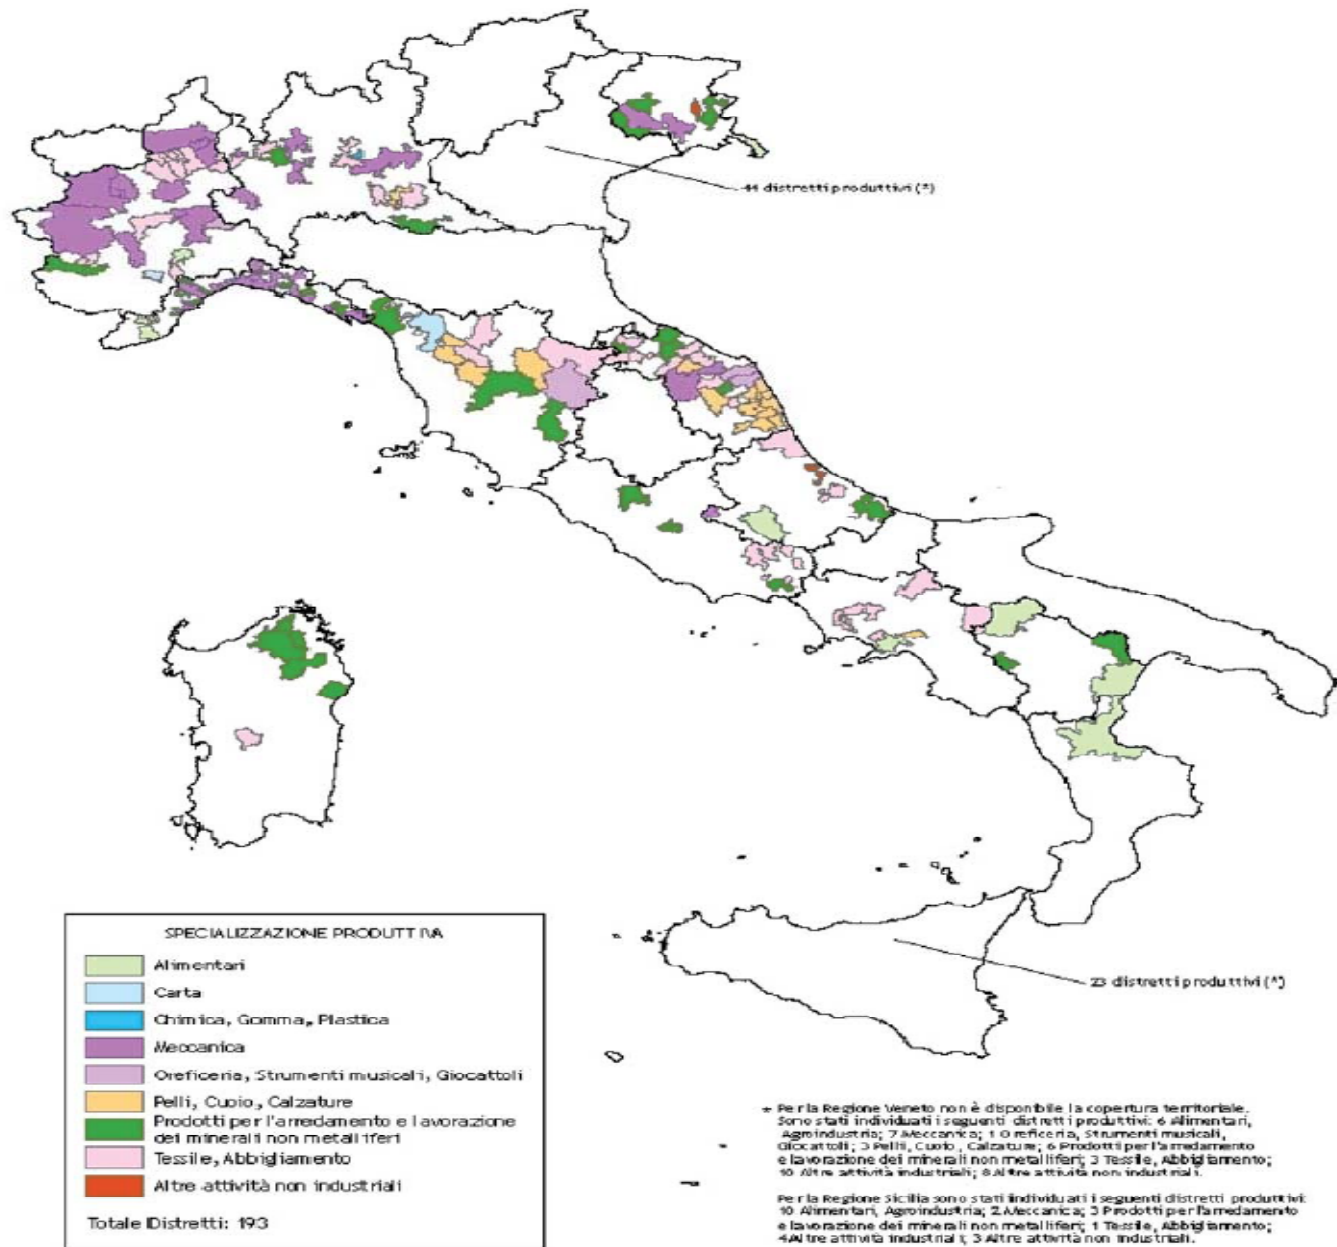 44 distretti produttivi (*)
SPECIALIZZAZIONE PRODUTTIVA
Alimentari
Carta
Chimica, Gomma, Plastica
Meccanica
Oreficeria, Strumenti musicali, Giocattoli
Pelli, Cuoio, Calzature
Prodotti per l'arredamento e lavorazione
dei minerali non metalliferi
Tessile, Abbigliamento
Altre attività non industriali
Totale Distretti: 193
23 distretti produttivi (*)
* Per la Regione Veneto non è disponibile la copertura territoriale.
Sono stati individuati i seguenti distretti produttivi: 6 Alimentari,
Agroindustria; 7 Meccanica; 1 Oreficeria, Strumenti musicali,
Giocattoli; 3 Pelli, Cuoio, Calzature; 6 Prodotti per l'arredamento
e lavorazione dei minerali non metalliferi; 3 Tessile, Abbigliamento;
10 Altre attività industriali; 8 Altre attività non industriali.
Per la Regione Sicilia sono stati individuati i seguenti distretti produttivi:
10 Alimentari, Agroindustria; 2 Meccanica; 3 Prodotti per l'arredamento
e lavorazione dei minerali non metalliferi; 1 Tessile, Abbigliamento;
4 Altre attività industriali; 3 Altre attività non industriali.